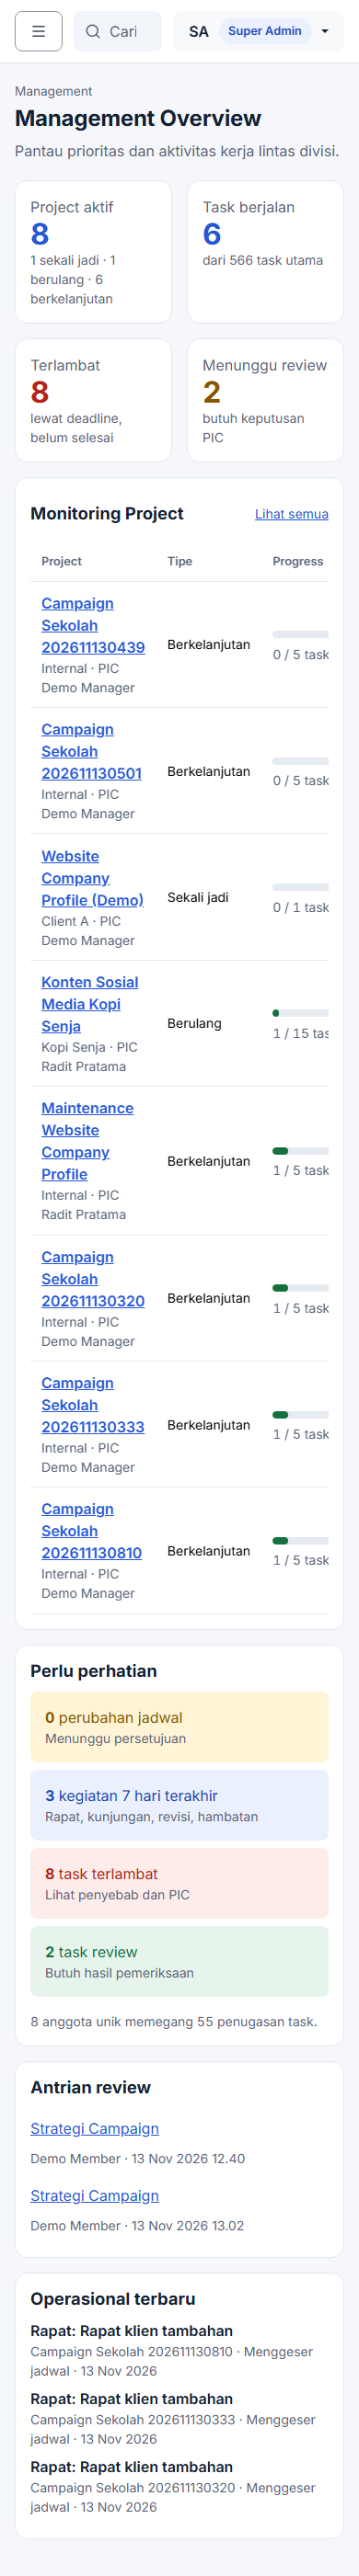 Cari
SA Super Admin
Management
Management Overview
Pantau prioritas dan aktivitas kerja lintas divisi.
Project aktif
8
1 sekali jadi · 1
berulang · 6
berkelanjutan
Task berjalan
6
dari 566 task utama
Terlambat
8
lewat deadline,
belum selesai
Menunggu review
2
butuh keputusan
PIC
Monitoring Project
Lihat semua
Project Tipe Progress
Campaign
Sekolah
202611130439
Internal · PIC
Demo Manager
Berkelanjutan
0 / 5 task
Campaign
Sekolah
202611130501
Internal · PIC
Demo Manager
Berkelanjutan
0 / 5 task
Website
Company
Profile (Demo)
Client A · PIC
Demo Manager
Sekali jadi
0 / 1 task
Konten Sosial
Media Kopi
Senja
Kopi Senja · PIC
Radit Pratama
Berulang
1 / 15 tas
Maintenance
Website
Company
Profile
Internal · PIC
Radit Pratama
Berkelanjutan
1 / 5 task
Campaign
Sekolah
202611130320
Internal · PIC
Demo Manager
Berkelanjutan
1 / 5 task
Campaign
Sekolah
202611130333
Internal · PIC
Demo Manager
Berkelanjutan
1 / 5 task
Campaign
Sekolah
202611130810
Internal · PIC
Demo Manager
Berkelanjutan
1 / 5 task
Perlu perhatian
0 perubahan jadwal
Menunggu persetujuan
3 kegiatan 7 hari terakhir
Rapat, kunjungan, revisi, hambatan
8 task terlambat
Lihat penyebab dan PIC
2 task review
Butuh hasil pemeriksaan
8 anggota unik memegang 55 penugasan task.
Antrian review
Strategi Campaign
Demo Member · 13 Nov 2026 12.40
Strategi Campaign
Demo Member · 13 Nov 2026 13.02
Operasional terbaru
Rapat: Rapat klien tambahan
Campaign Sekolah 202611130810 · Menggeser
jadwal · 13 Nov 2026
Rapat: Rapat klien tambahan
Campaign Sekolah 202611130333 · Menggeser
jadwal · 13 Nov 2026
Rapat: Rapat klien tambahan
Campaign Sekolah 202611130320 · Menggeser
jadwal · 13 Nov 2026